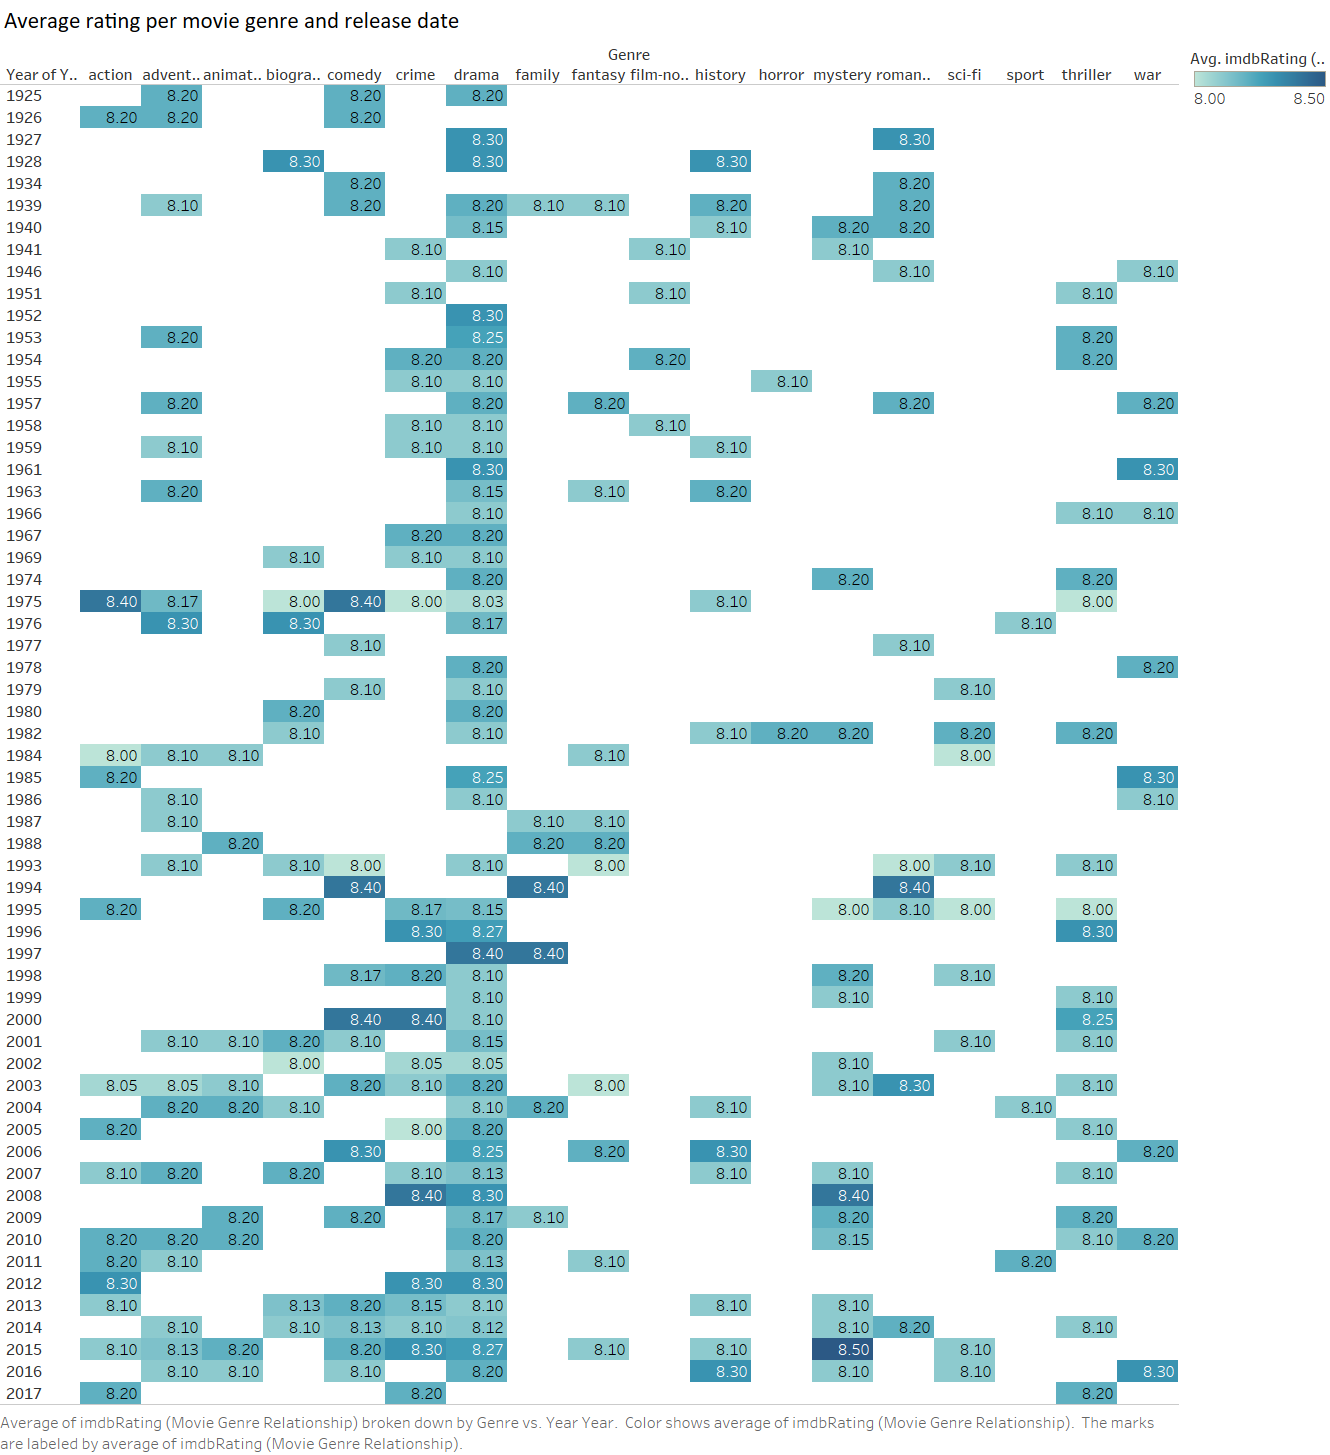 Average rating per movie genre and release date
Genre
Avg. imdbRating (..
8.00 8.50
Year of Y.. action advent.. animat.. biogra.. comedy crime drama family fantasy film-no.. history horror mystery roman.. sci-fi sport thriller war
1925 8.20 8.20 8.20
1926 8.20 8.20 8.20
1927 8.30 8.30
1928 8.30 8.30 8.30
1934 8.20 8.20
1939 8.10 8.20 8.20 8.10 8.10 8.20 8.20
1940 8.15 8.10 8.20 8.20
1941 8.10 8.10 8.10
1946 8.10 8.10 8.10
1951 8.10 8.10 8.10
1952 8.30
1953 8.20 8.25 8.20
1954 8.20 8.20 8.20 8.20
1955 8.10 8.10 8.10
1957 8.20 8.20 8.20 8.20 8.20
1958 8.10 8.10 8.10
1959 8.10 8.10 8.10 8.10
1961 8.30 8.30
1963 8.20 8.15 8.10 8.20
1966 8.10 8.10 8.10
1967 8.20 8.20
1969 8.10 8.10 8.10
1974 8.20 8.20 8.20
1975 8.40 8.17 8.00 8.40 8.00 8.03 8.10 8.00
1976 8.30 8.30 8.17 8.10
1977 8.10 8.10
1978 8.20 8.20
1979 8.10 8.10 8.10
1980 8.20 8.20
1982 8.10 8.10 8.10 8.20 8.20 8.20 8.20
1984 8.00 8.10 8.10 8.10 8.00
1985 8.20 8.25 8.30
1986 8.10 8.10 8.10
1987 8.10 8.10 8.10
1988 8.20 8.20 8.20
1993 8.10 8.10 8.00 8.10 8.00 8.00 8.10 8.10
1994 8.40 8.40 8.40
1995 8.20 8.20 8.17 8.15 8.00 8.10 8.00 8.00
1996 8.30 8.27 8.30
1997 8.40 8.40
1998 8.17 8.20 8.10 8.20 8.10
1999 8.10 8.10 8.10
2000 8.40 8.40 8.10 8.25
2001 8.10 8.10 8.20 8.10 8.15 8.10 8.10
2002 8.00 8.05 8.05 8.10
2003 8.05 8.05 8.10 8.20 8.10 8.20 8.00 8.10 8.30 8.10
2004 8.20 8.20 8.10 8.10 8.20 8.10 8.10
2005 8.20 8.00 8.20 8.10
2006 8.30 8.25 8.20 8.30 8.20
2007 8.10 8.20 8.20 8.10 8.13 8.10 8.10 8.10
2008 8.40 8.30 8.40
2009 8.20 8.20 8.17 8.10 8.20 8.20
2010 8.20 8.20 8.20 8.20 8.15 8.10 8.20
2011 8.20 8.10 8.13 8.10 8.20
2012 8.30 8.30 8.30
2013 8.10 8.13 8.20 8.15 8.10 8.10 8.10
2014 8.10 8.10 8.13 8.10 8.12 8.10 8.20 8.10
2015 8.10 8.13 8.20 8.20 8.30 8.27 8.10 8.10 8.50 8.10
2016 8.10 8.10 8.10 8.20 8.30 8.10 8.10 8.30
2017 8.20 8.20 8.20
Average of imdbRating (Movie Genre Relationship) broken down by Genre vs. Year Year.  Color shows average of imdbRating (Movie Genre Relationship).  The marks
are labeled by average of imdbRating (Movie Genre Relationship).